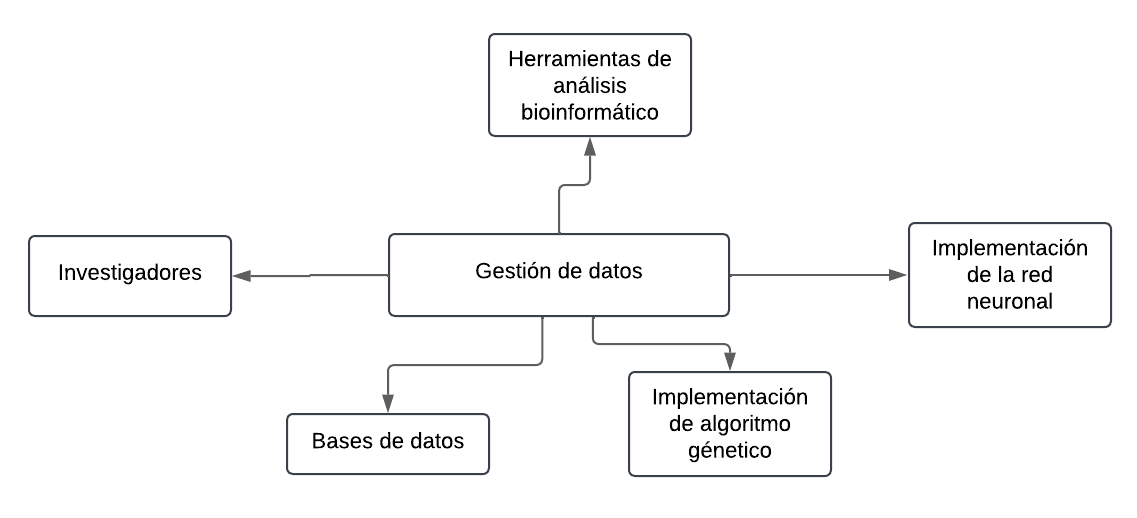 Herramientas de
análisis
bioinformático
Investigadores
Gestión de datos
Implementación
de la red
neuronal
Bases de datos
Implementación
de algoritmo
génetico